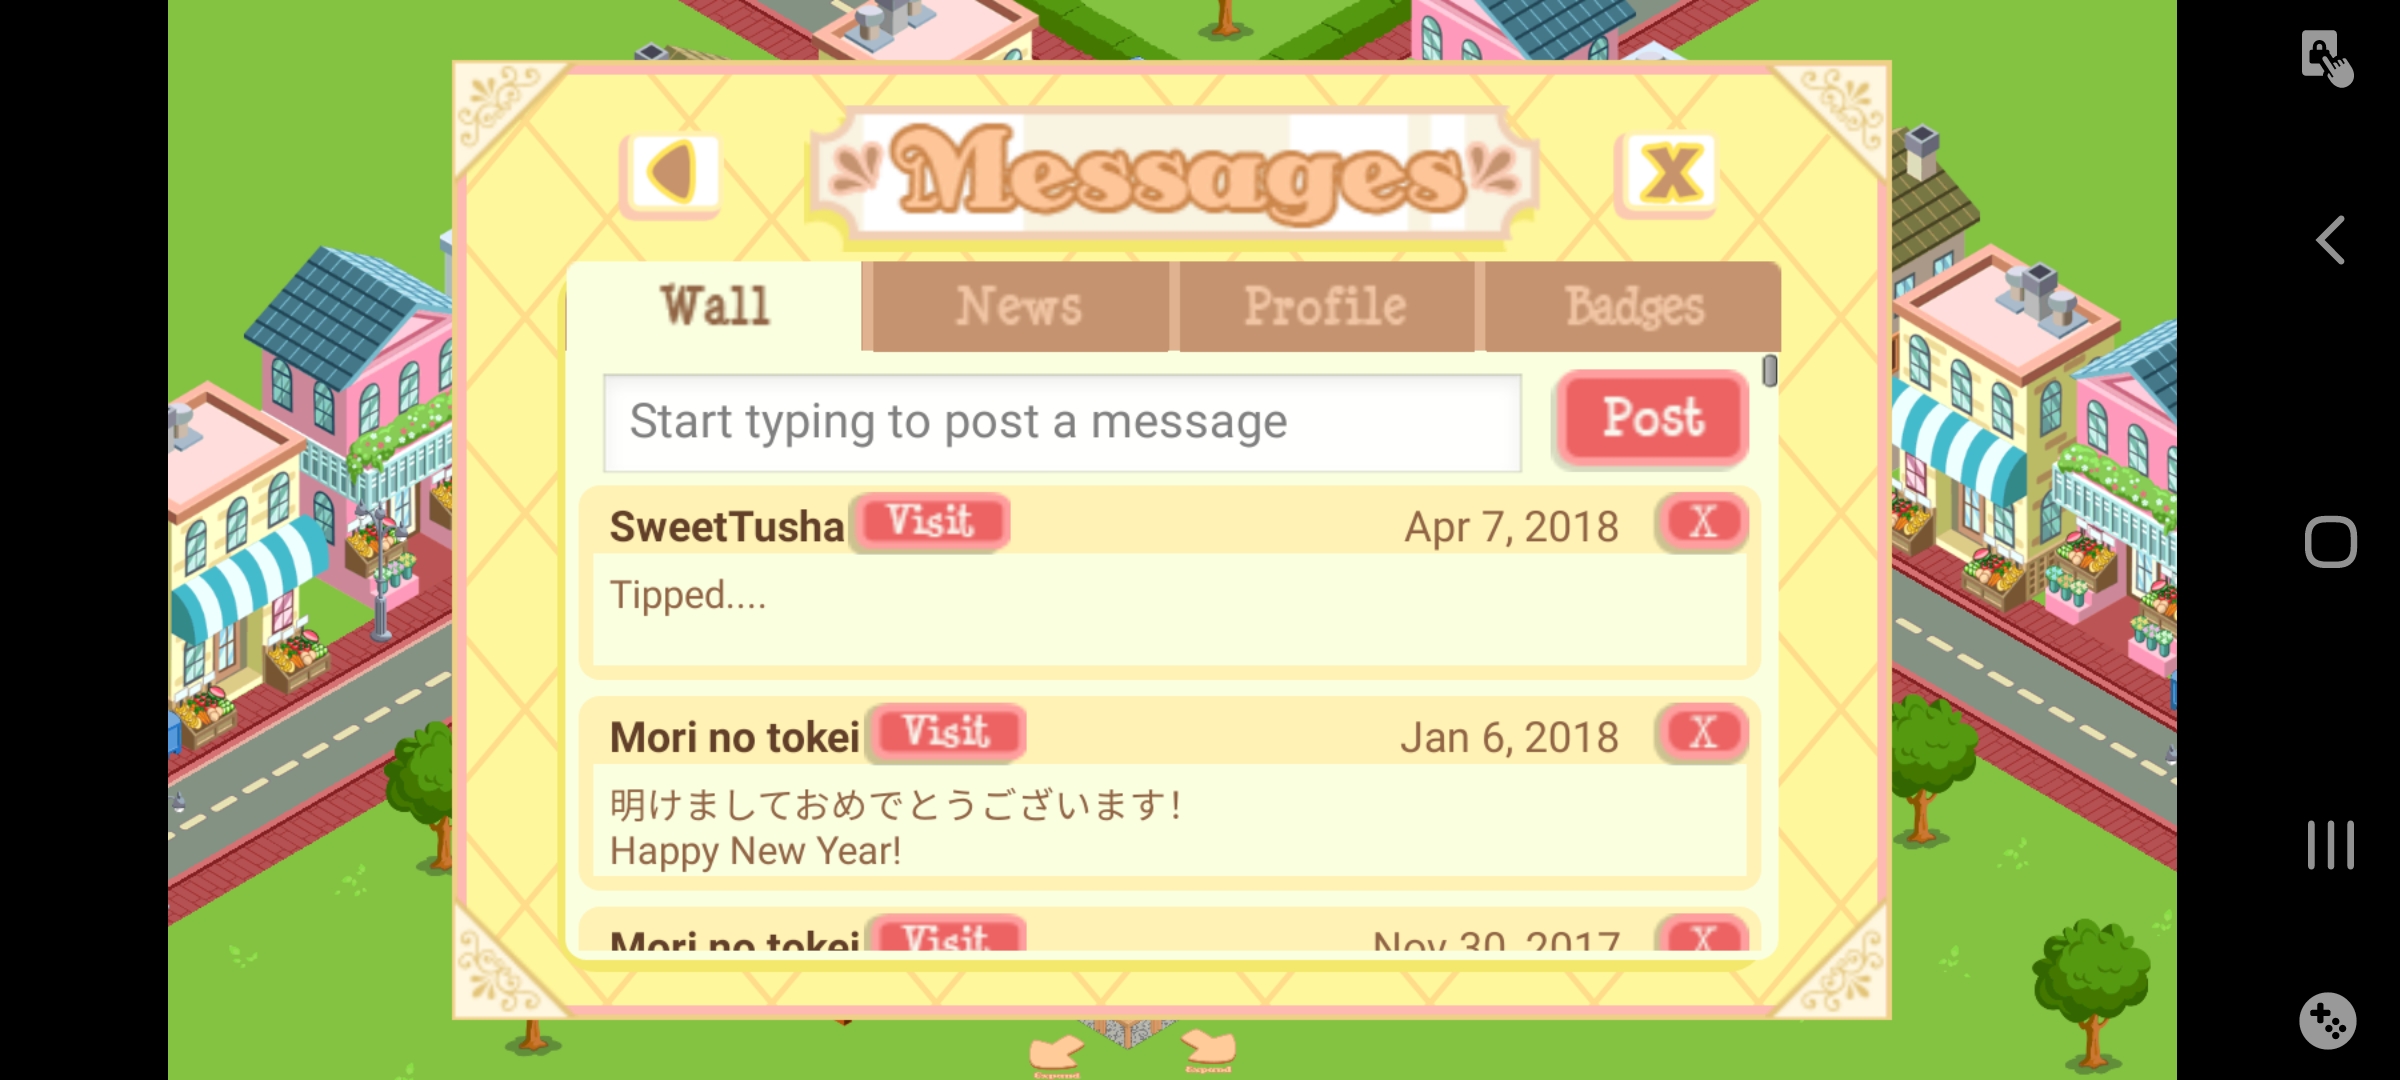 Messages
X
Wall
News
Profile
Badges
Start typing to post a message
Post
SweetTusha
Visit
Apr 7, 2018
X
Tipped....
Mori no tokei
Visit
Jan 6, 2018
X
明けましておめでとうございます!
Happy New Year!
Mori no tokei
Visit
Nov 30, 2017
X
Expand
Expand